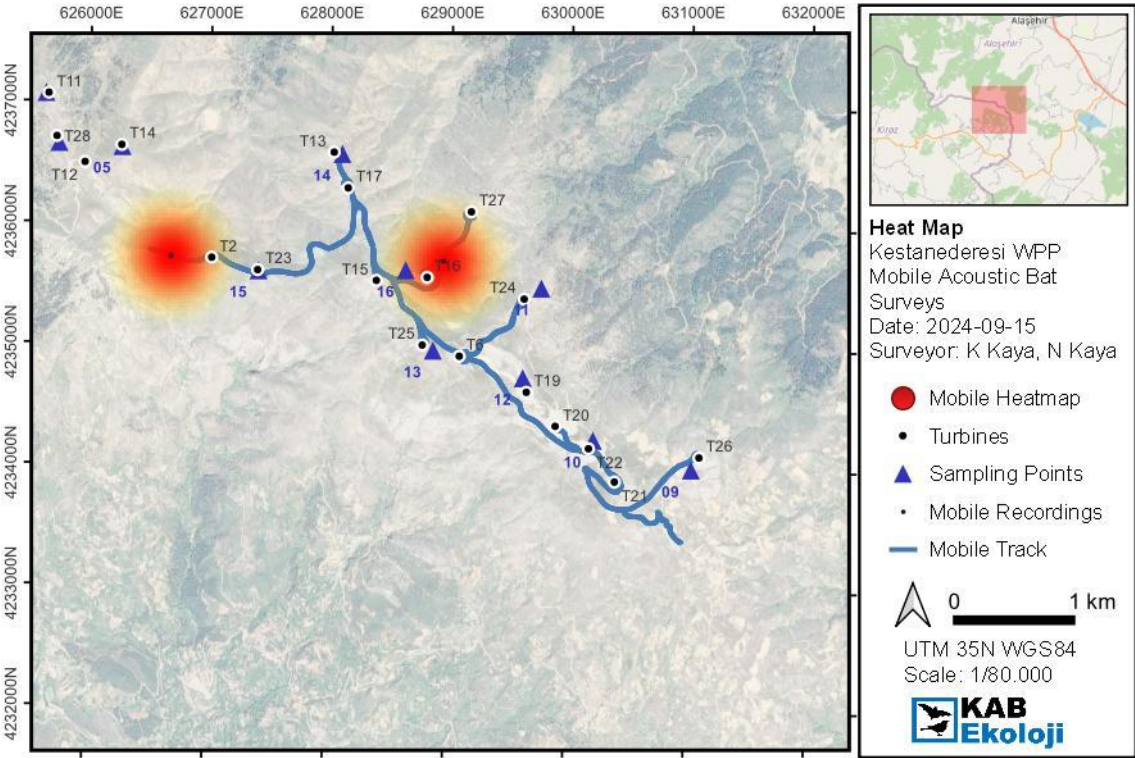 626000E 627000E 628000E 629000E 630000E 631000E 632000E
4237000N
4236000N
4235000N
4234000N
4233000N
4232000N
T11
T28
T14
T12
05
T13
14
T17
T27
T2
T23
15
T15
16
T16
T24
11
T25
13
T6
T19
12
T20
10
T22
T26
T21
09
Alaşehir
Alaşehir
Kiraz
Heat Map
Kestanederesi WPP
Mobile Acoustic Bat
Surveys
Date: 2024-09-15
Surveyor: K Kaya, N Kaya
Mobile Heatmap
Turbines
Sampling Points
Mobile Recordings
Mobile Track
0 1 km
UTM 35N WGS84
Scale: 1/80.000
KAB
Ekoloji